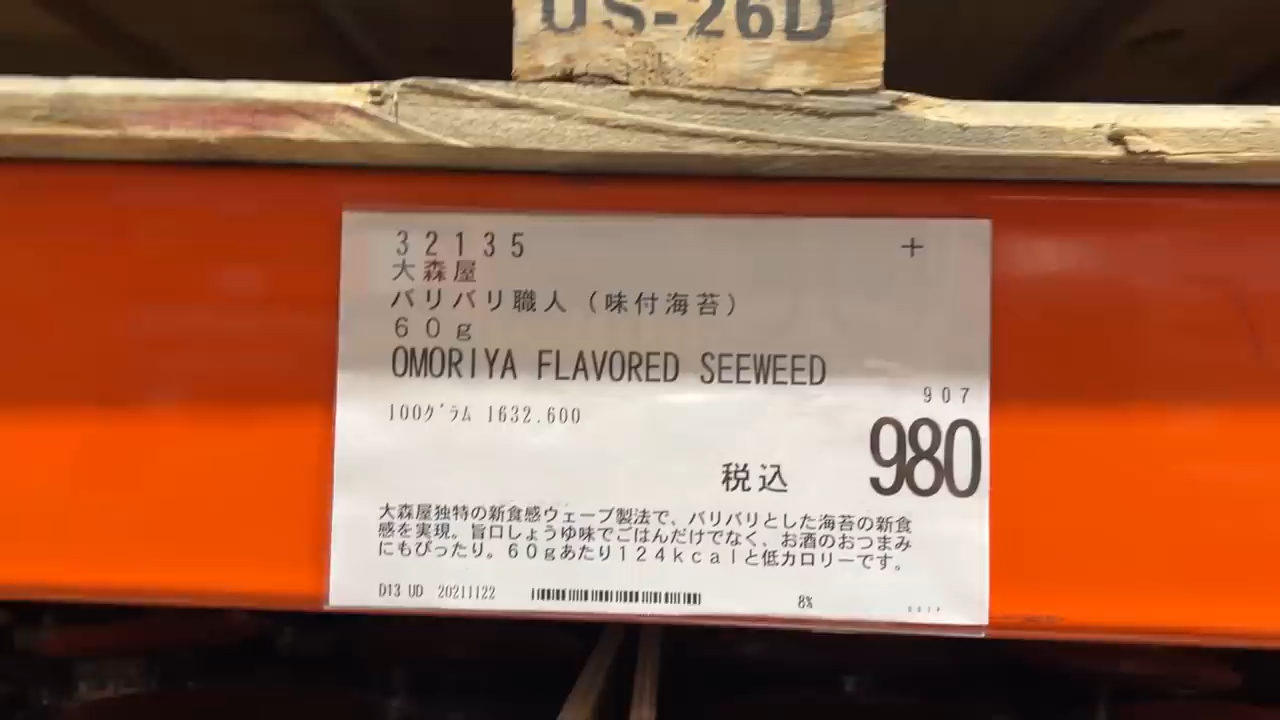 US-26D
32135 +
大森屋
バリバリ職人（味付海苔）
60g
OMORIYA FLAVORED SEEWEED
907
100ｸﾞﾗﾑ 1632.600
980
税込
大森屋独特の新食感ウェーブ製法で、バリバリとした海苔の新食
感を実現。旨口しょうゆ味でごはんだけでなく、お酒のおつまみ
にもぴったり。60gあたり124kcalと低カロリーです。
D13 UD 20211122 8%